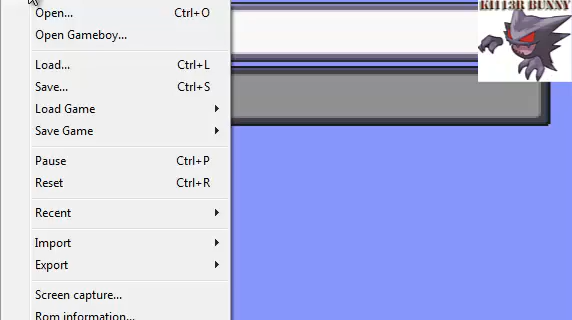 KI113R BUNNY
Open... Ctrl+O
Open Gameboy...
Load... Ctrl+L
Save... Ctrl+S
Load Game
Save Game
Pause Ctrl+P
Reset Ctrl+R
Recent
Import
Export
Screen capture...
Rom information...